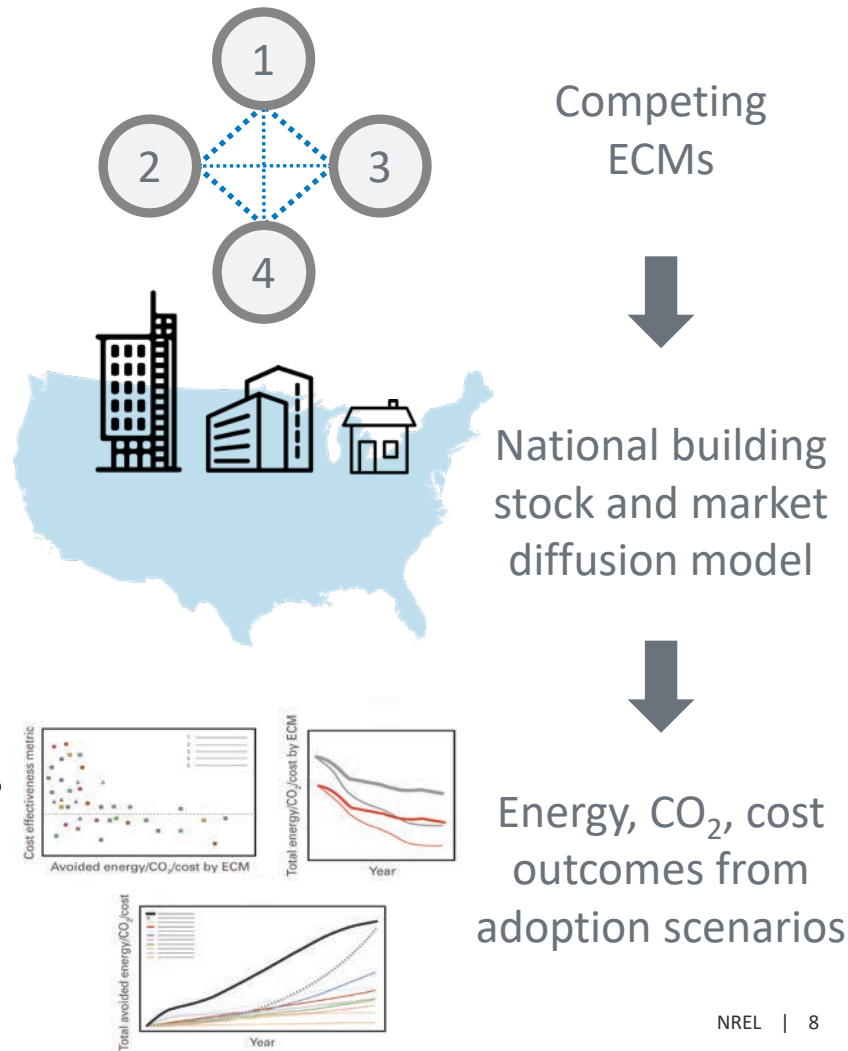 1
2
3
4
Competing
ECMs
National building
stock and market
diffusion model
Cost effectiveness metric
Avoided energy/CO₂/cost by ECM
Total energy/CO₂/cost by ECM
Year
Total avoided energy/CO₂/cost
Year
Energy, CO₂, cost
outcomes from
adoption scenarios
NREL | 8